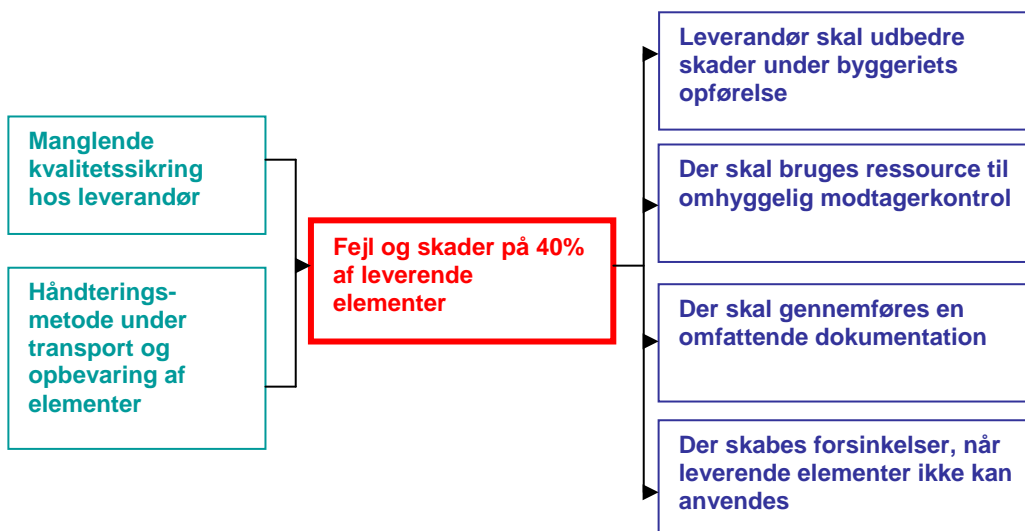 Manglende
kvalitetssikring
hos leverandør
Håndterings-
metode under
transport og
opbevaring af
elementer
Fejl og skader på 40%
af leverende
elementer
Leverandør skal udbedre
skader under byggeriets
opførelse
Der skal bruges ressource til
omhyggelig modtagerkontrol
Der skal gennemføres en
omfattende dokumentation
Der skabes forsinkelser, når
leverende elementer ikke kan
anvendes